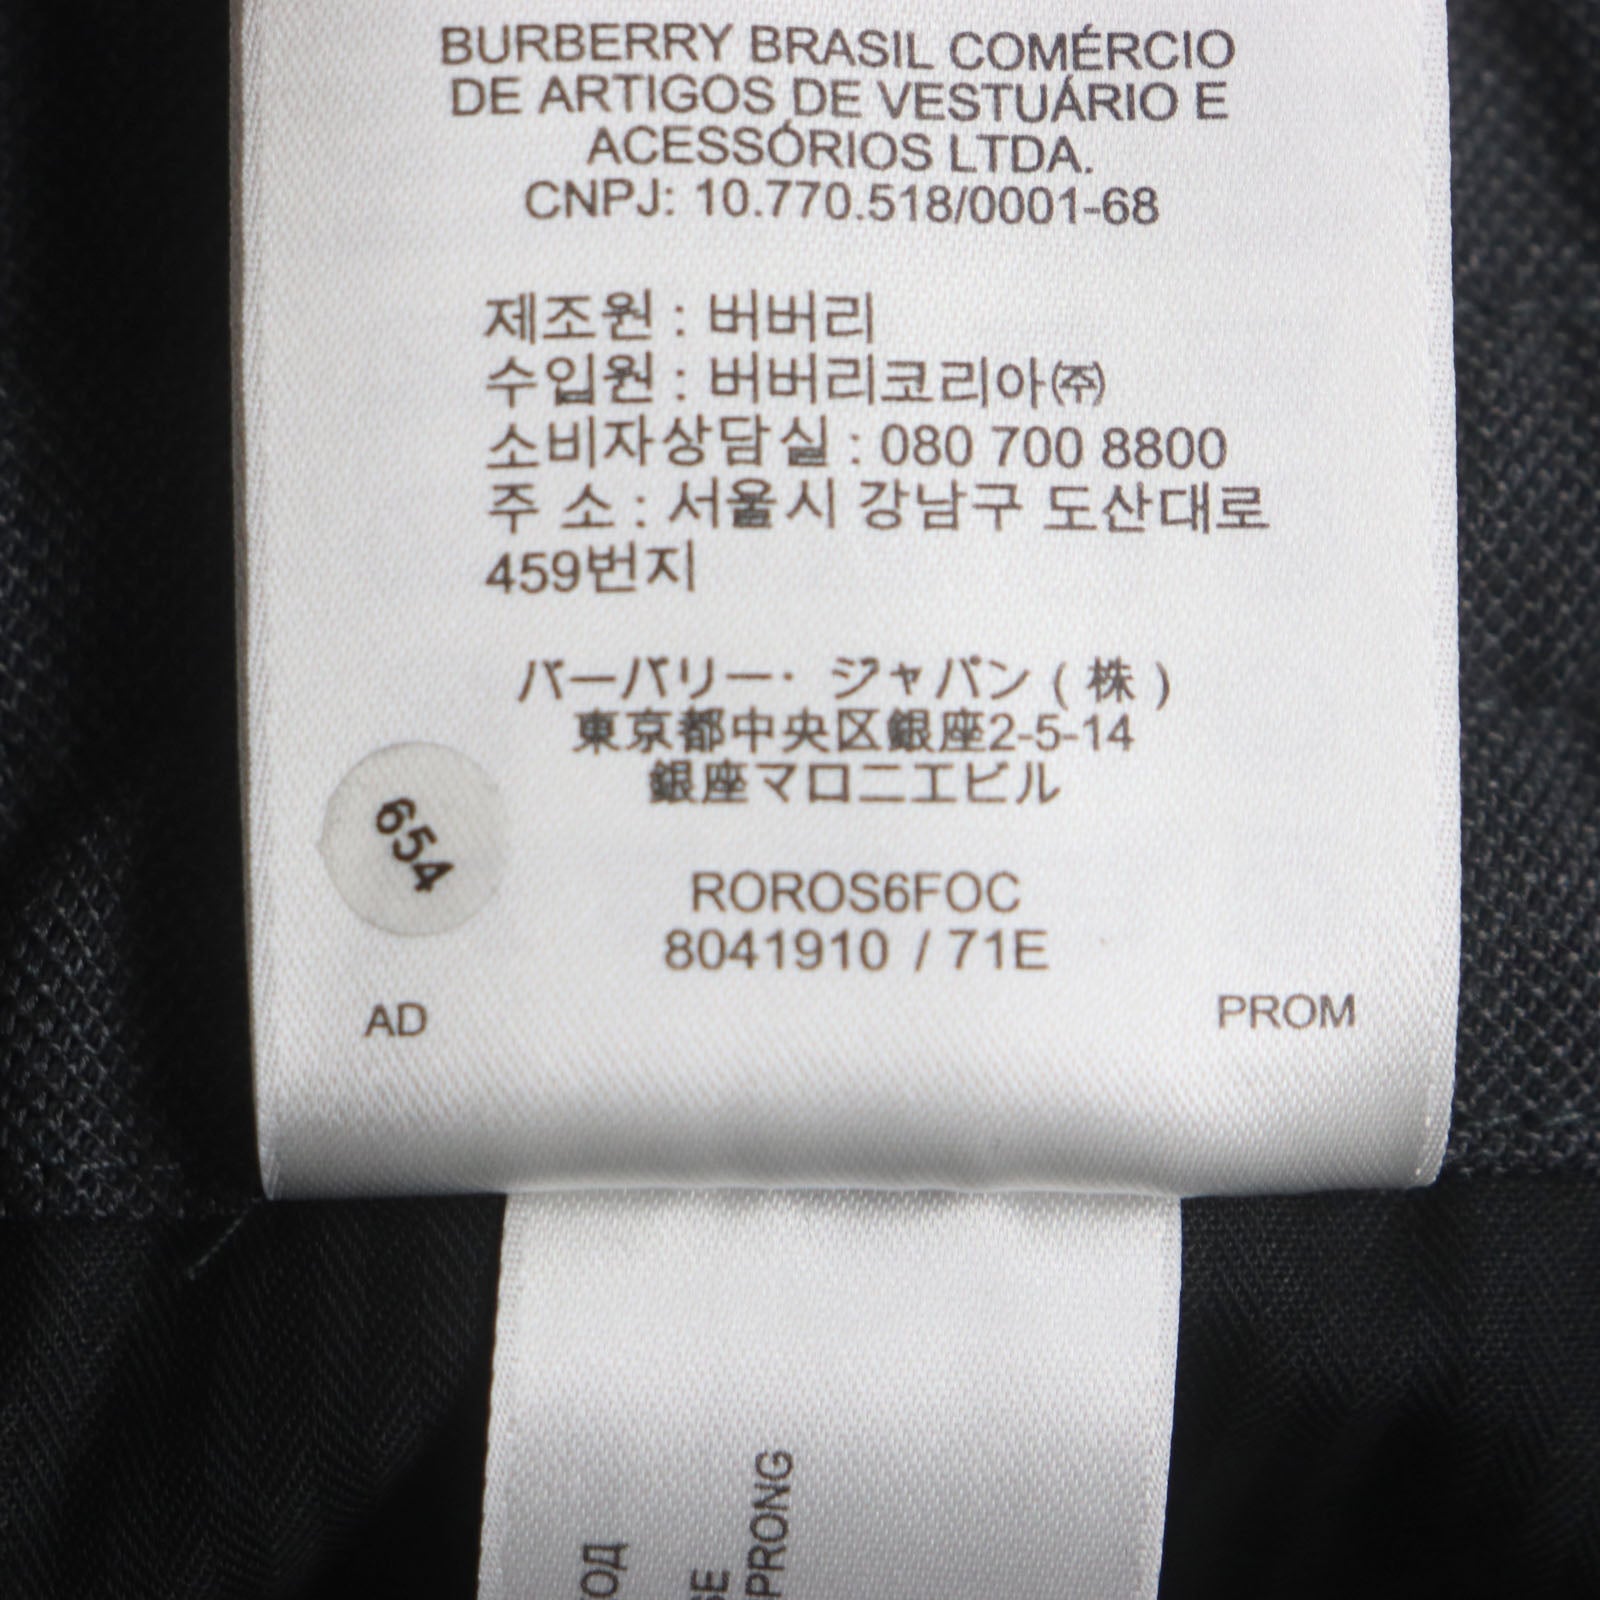 BURBERRY BRASIL COMÉRCIO
DE ARTIGOS DE VESTUÁRIO E
ACESSÓRIOS LTDA.
CNPJ: 10.770.518/0001-68
제조원 : 버버리
수입원 : 버버리코리아㈜
소비자상담실 : 080 700 8800
주 소 : 서울시 강남구 도산대로
459번지
バーバリー・ ジャパン ( 株 )
東京都中央区銀座2-5-14
銀座マロニエビル
654
ROROS6FOC
8041910 / 71E
AD
PROM
PRONG